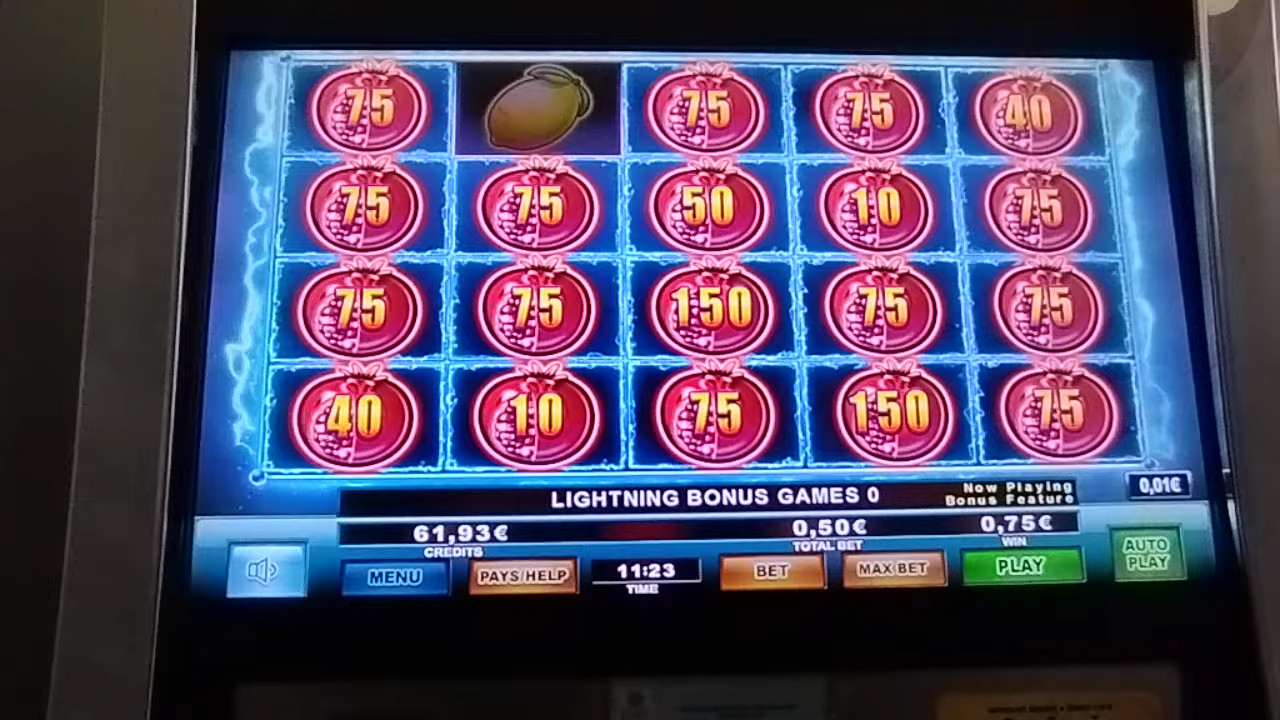 75 75 75 40
75 75 50 10 75
75 75 150 75 75
40 10 75 150 75
LIGHTNING BONUS GAMES 0
Now Playing
Bonus Feature
0,01€
61,93€
CREDITS
0,50€
TOTAL BET
0,75€
WIN
MENU
PAYS/HELP
11:23
TIME
BET
MAX BET
PLAY
AUTO
PLAY